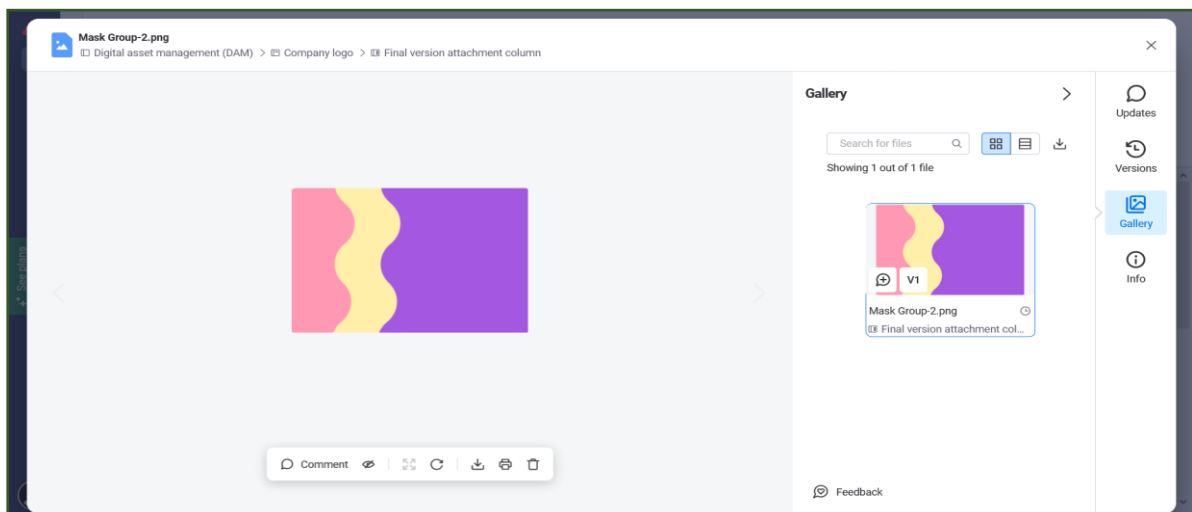 Mask Group-2.png
Digital asset management (DAM) > Company logo > Final version attachment column
Gallery
Search for files
Showing 1 out of 1 file
V1
Mask Group-2.png
Final version attachment col...
Feedback
Updates
Versions
Gallery
Info
Comment
See plans